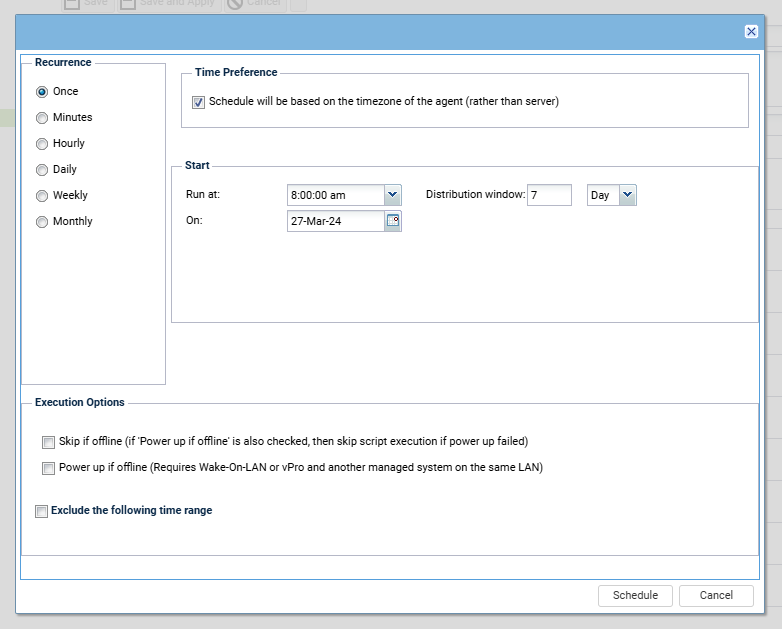 Save Save and Apply Cancel
Recurrence
Once
Minutes
Hourly
Daily
Weekly
Monthly
Time Preference
Schedule will be based on the timezone of the agent (rather than server)
Start
Run at: 8:00:00 am Distribution window: 7 Day
On: 27-Mar-24
Execution Options
Skip if offline (if 'Power up if offline' is also checked, then skip script execution if power up failed)
Power up if offline (Requires Wake-On-LAN or vPro and another managed system on the same LAN)
Exclude the following time range
Schedule Cancel